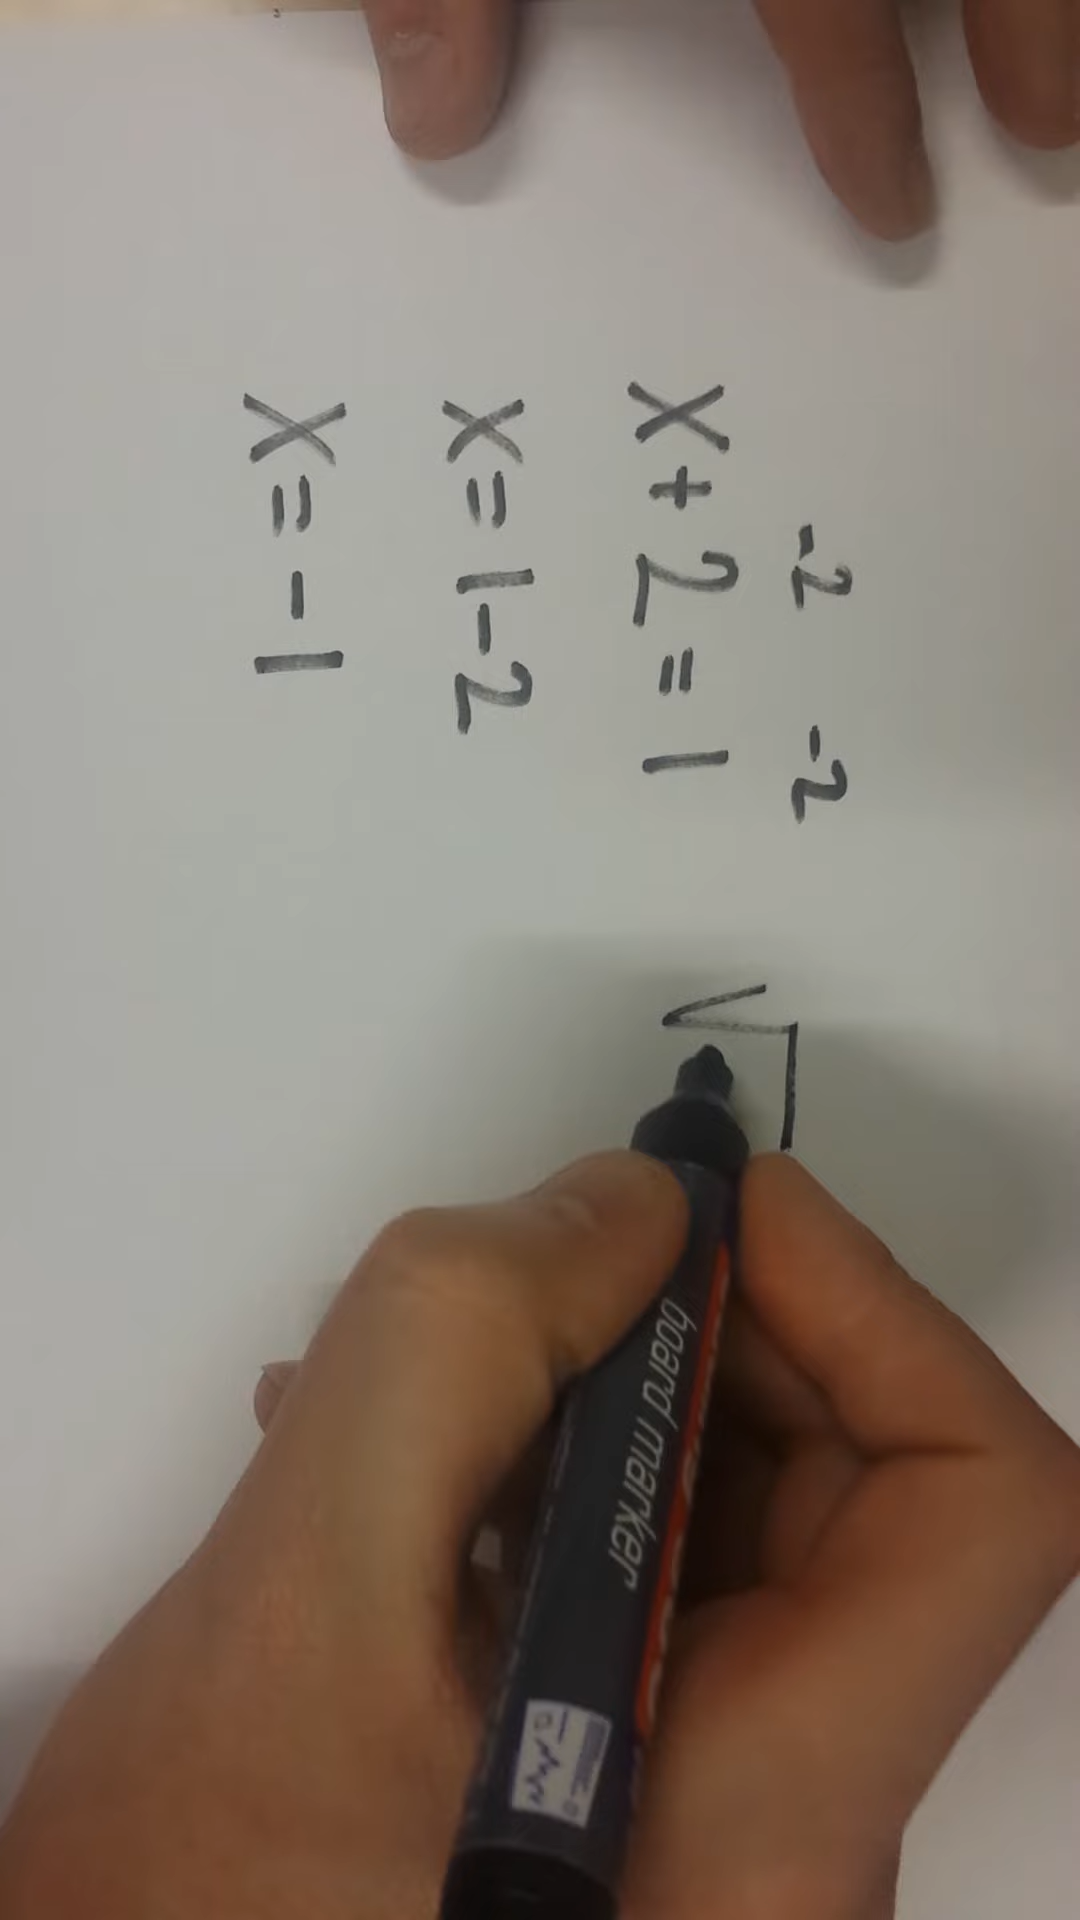 -2 -2
x + 2 = 1
x = 1 - 2
x = - 1
√
board marker